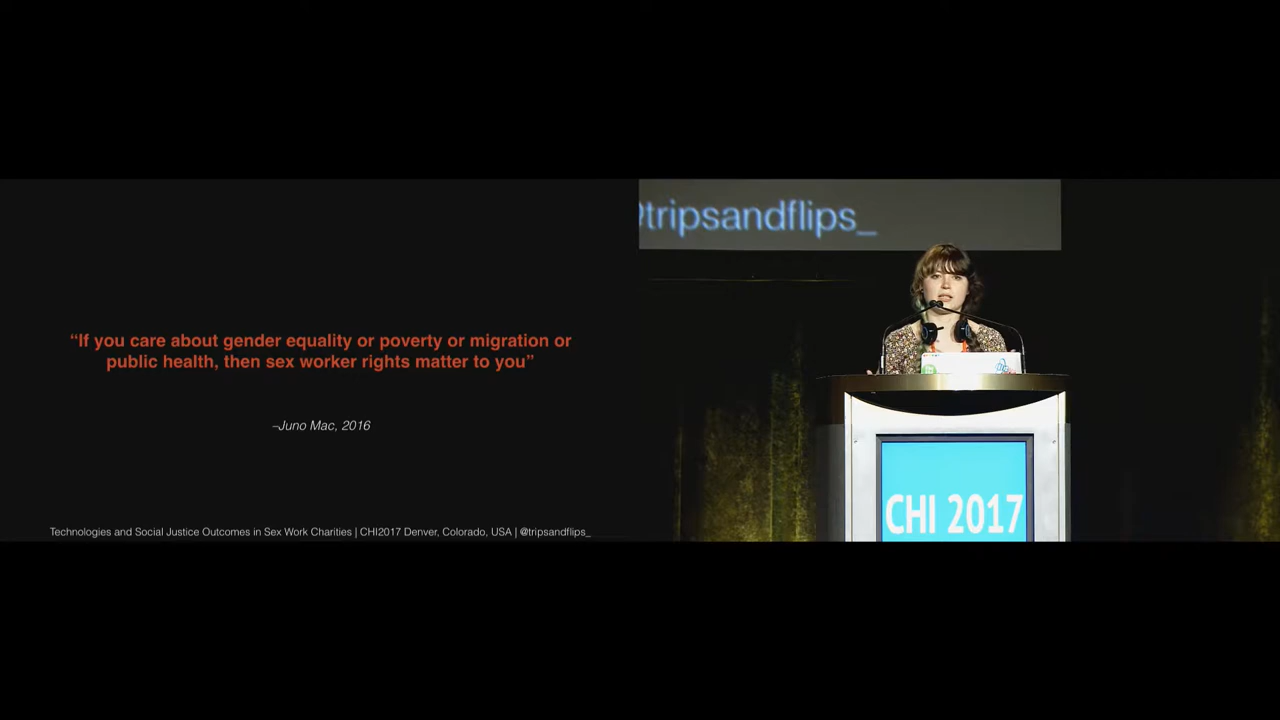 “If you care about gender equality or poverty or migration or
public health, then sex worker rights matter to you”
–Juno Mac, 2016
Technologies and Social Justice Outcomes in Sex Work Charities | CHI2017 Denver, Colorado, USA | @tripsandflips_
@tripsandflips_
CHI 2017